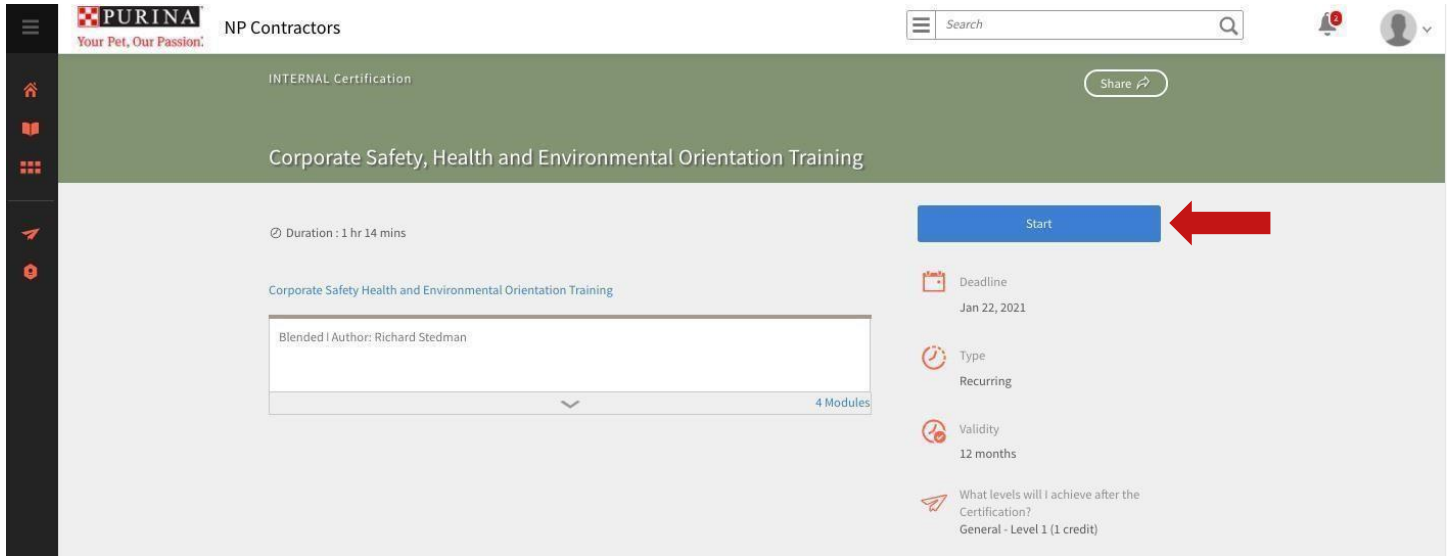 PURINA
Your Pet, Our Passion.
NP Contractors
Search
2
INTERNAL Certification
Share
Corporate Safety, Health and Environmental Orientation Training
Duration : 1 hr 14 mins
Start
Corporate Safety Health and Environmental Orientation Training
Blended | Author: Richard Stedman
4 Modules
Deadline
Jan 22, 2021
Type
Recurring
Validity
12 months
What levels will I achieve after the
Certification?
General - Level 1 (1 credit)